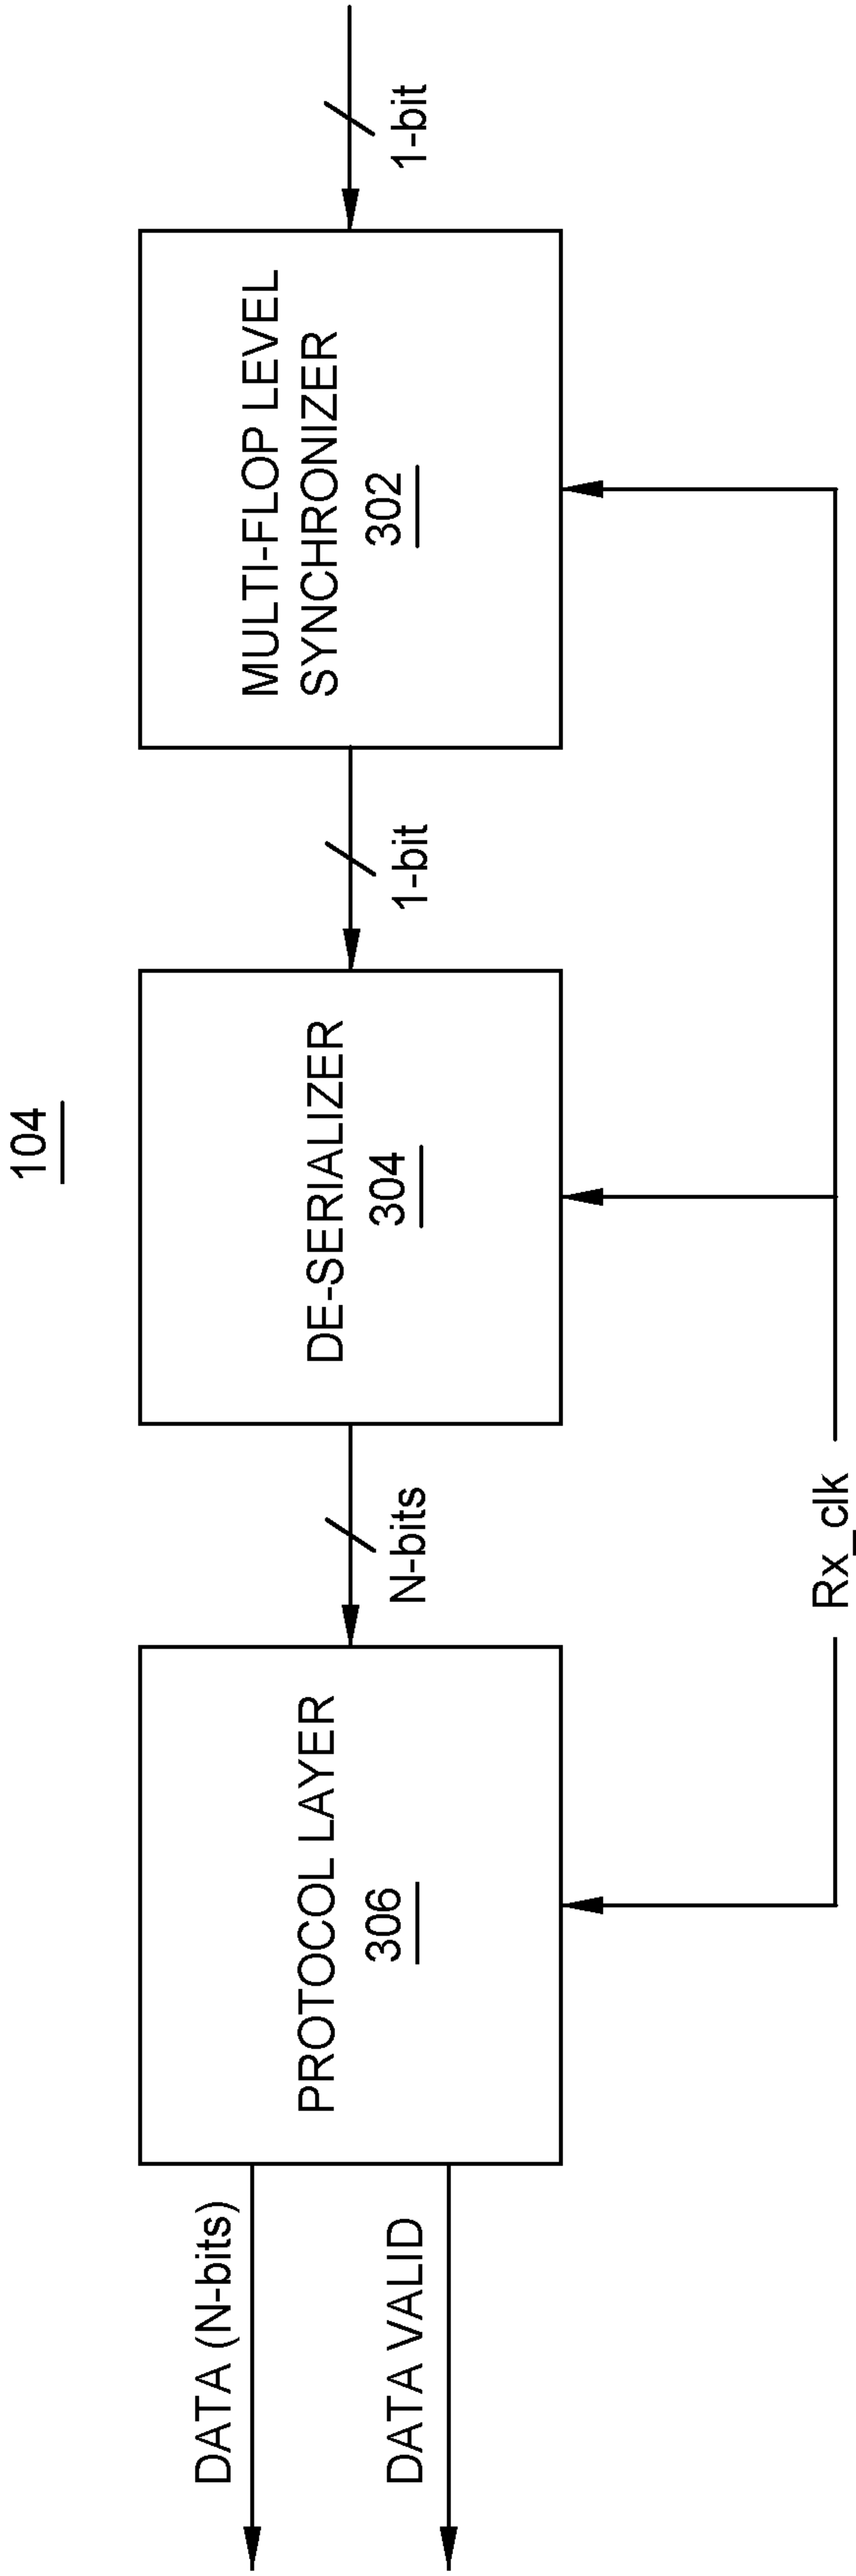 104
DATA (N-bits)
DATA VALID
PROTOCOL LAYER
306
N-bits
DE-SERIALIZER
304
1-bit
MULTI-FLOP LEVEL
SYNCHRONIZER
302
1-bit
Rx_clk